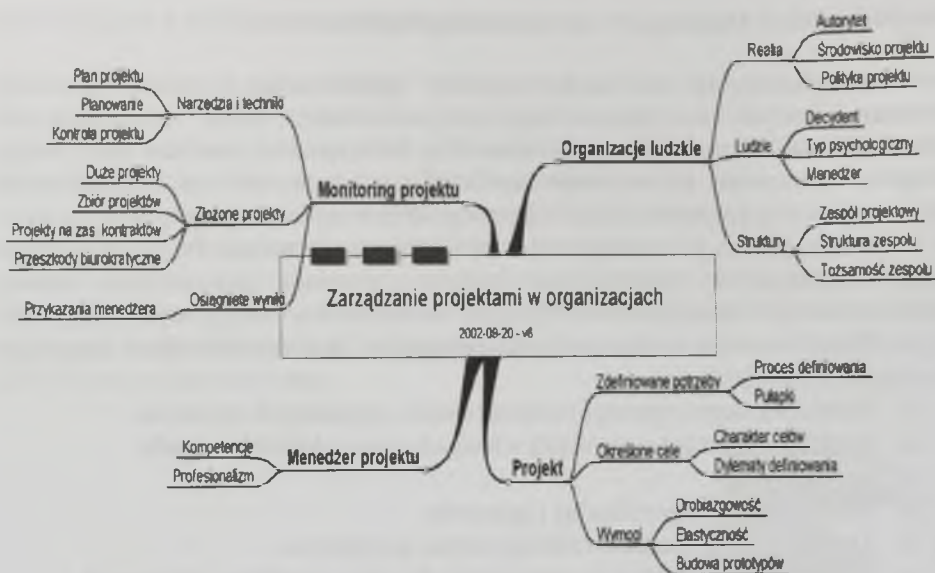 Zarządzanie projektami w organizacjach
2002-08-20 - v6
Organizacje ludzkie
Realia
Autorytet
Środowisko projektu
Polityka projektu
Ludzie
Decydent
Typ psychologiczny
Menedżer
Struktury
Zespół projektowy
Struktura zespołu
Tożsamość zespołu
Projekt
Zdefiniowane potrzeby
Proces definiowania
Pułapki
Określone cele
Charakter celów
Dylematy definiowania
Wymogi
Drobiazgowość
Elastyczność
Budowa prototypów
Menedżer projektu
Kompetencje
Profesjonalizm
Monitoring projektu
Narzędzia i techniki
Plan projektu
Planowanie
Kontrola projektu
Złożone projekty
Duże projekty
Zbiór projektów
Projekty na zas. kontraktów
Przeszkody biurokratyczne
Osiągnięte wyniki
Przykazania menedżera